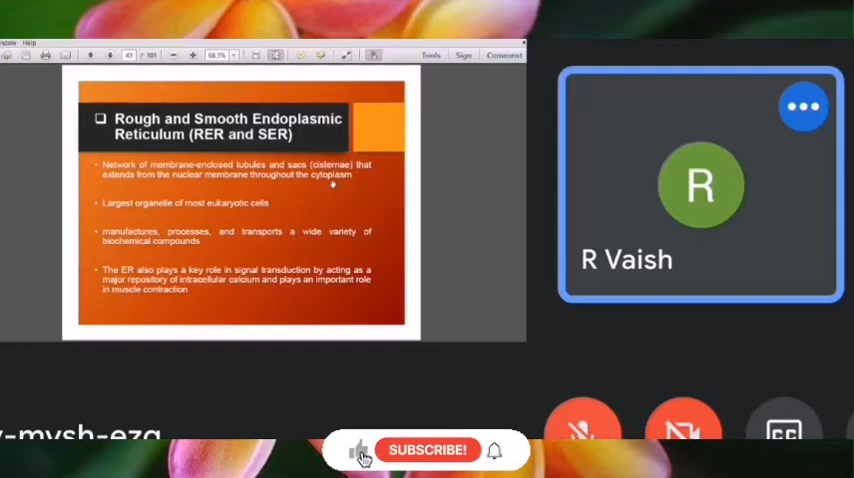 ndow Help
43 / 101
68.7%
Tools Sign Comment
❑ Rough and Smooth Endoplasmic
Reticulum (RER and SER)
• Network of membrane-enclosed tubules and sacs (cisternae) that
extends from the nuclear membrane throughout the cytoplasm
• Largest organelle of most eukaryotic cells
• manufactures, processes, and transports a wide variety of
biochemical compounds
• The ER also plays a key role in signal transduction by acting as a
major repository of intracellular calcium and plays an important role
in muscle contraction
R
R Vaish
CC
SUBSCRIBE!